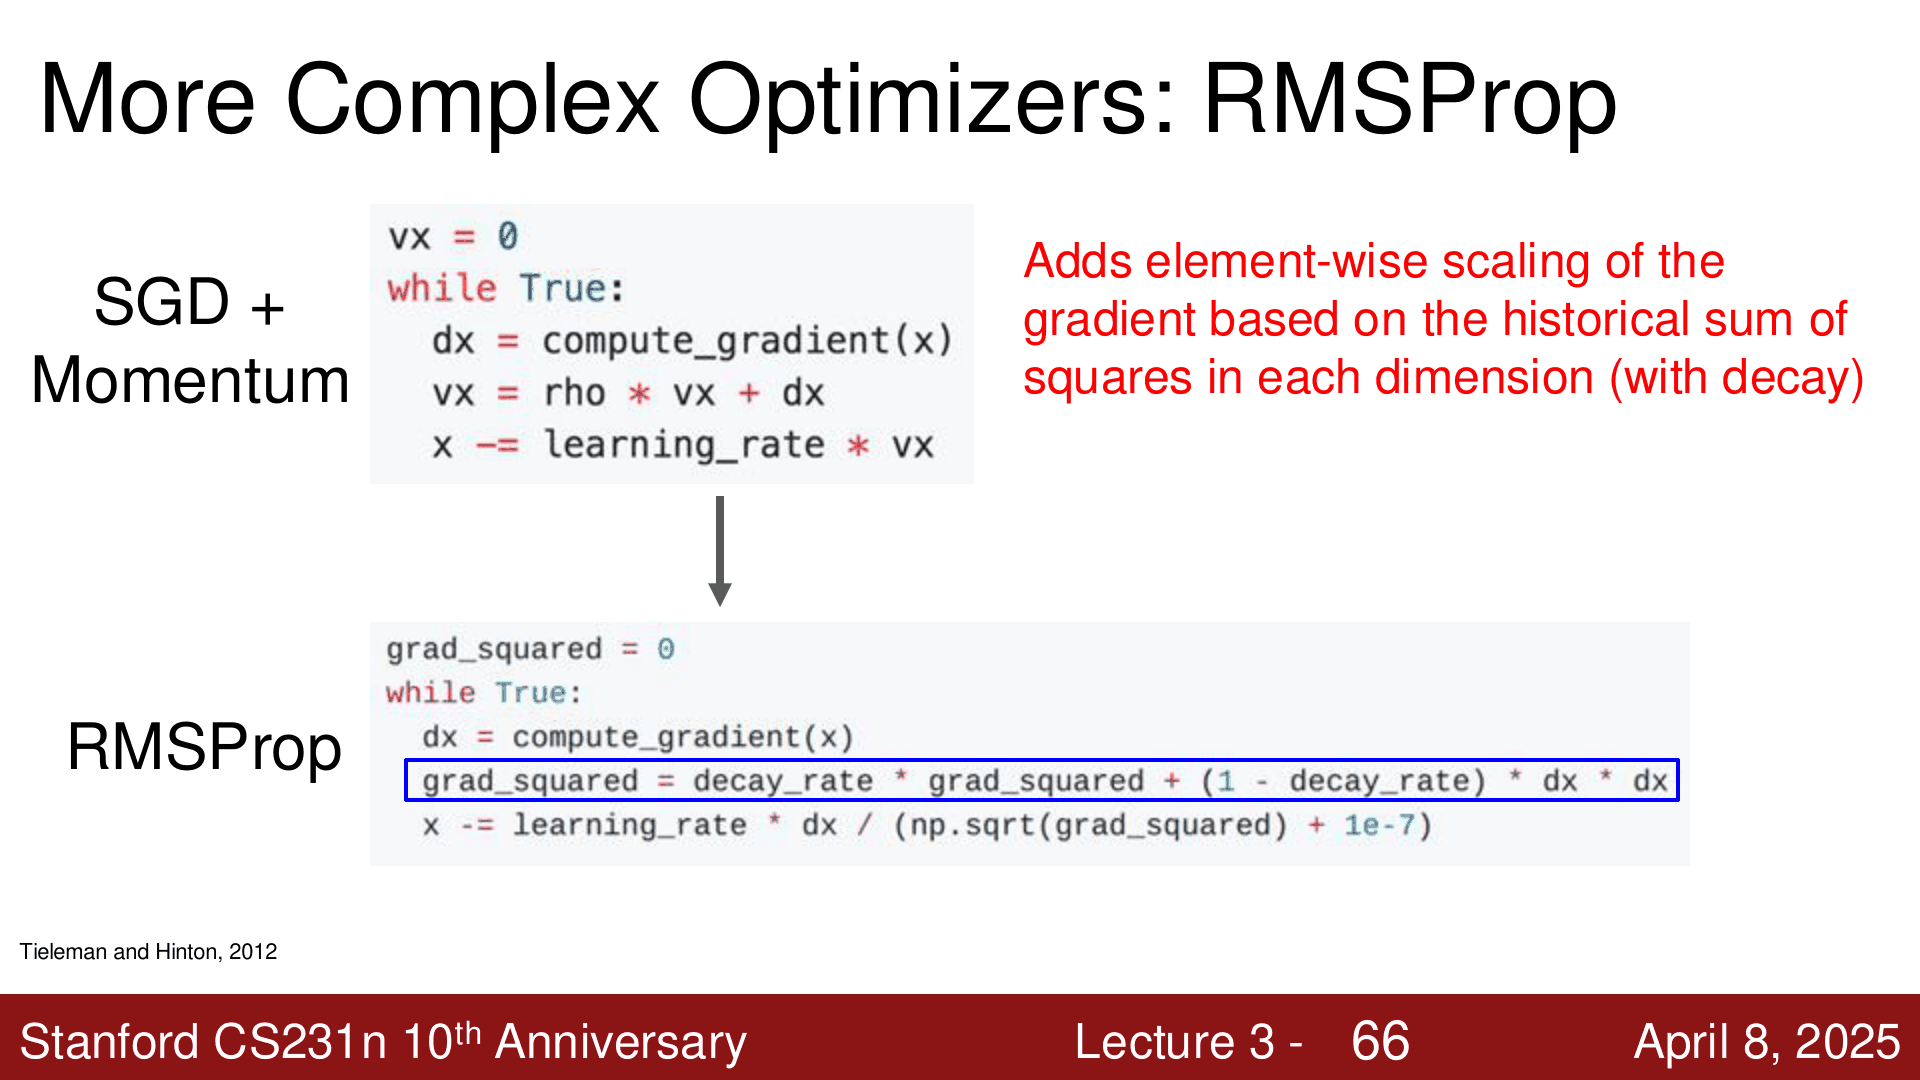 More Complex Optimizers: RMSProp
SGD +
Momentum
vx = 0
while True:
  dx = compute_gradient(x)
  vx = rho * vx + dx
  x -= learning_rate * vx
Adds element-wise scaling of the
gradient based on the historical sum of
squares in each dimension (with decay)
RMSProp
grad_squared = 0
while True:
  dx = compute_gradient(x)
  grad_squared = decay_rate * grad_squared + (1 - decay_rate) * dx * dx
  x -= learning_rate * dx / (np.sqrt(grad_squared) + 1e-7)
Tieleman and Hinton, 2012
Stanford CS231n 10th Anniversary
Lecture 3 - 66
April 8, 2025